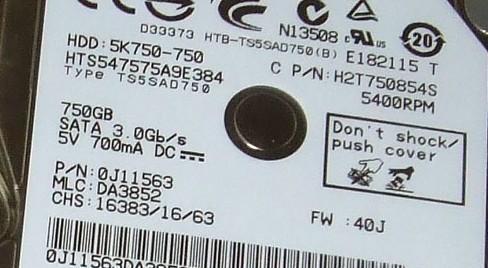 N13508
20
D33373 HTB-TS5SAD750(B) E182115 T
HDD:5K750-750
C P/N:H2T750854S
HTS547575A9E384
5400RPM
Type TS5SAD750
750GB
SATA 3.0Gb/s
5V 700mA DC
Don't shock/
push cover
P/N:0J11563
MLC:DA3852
CHS:16383/16/63
FW :40J